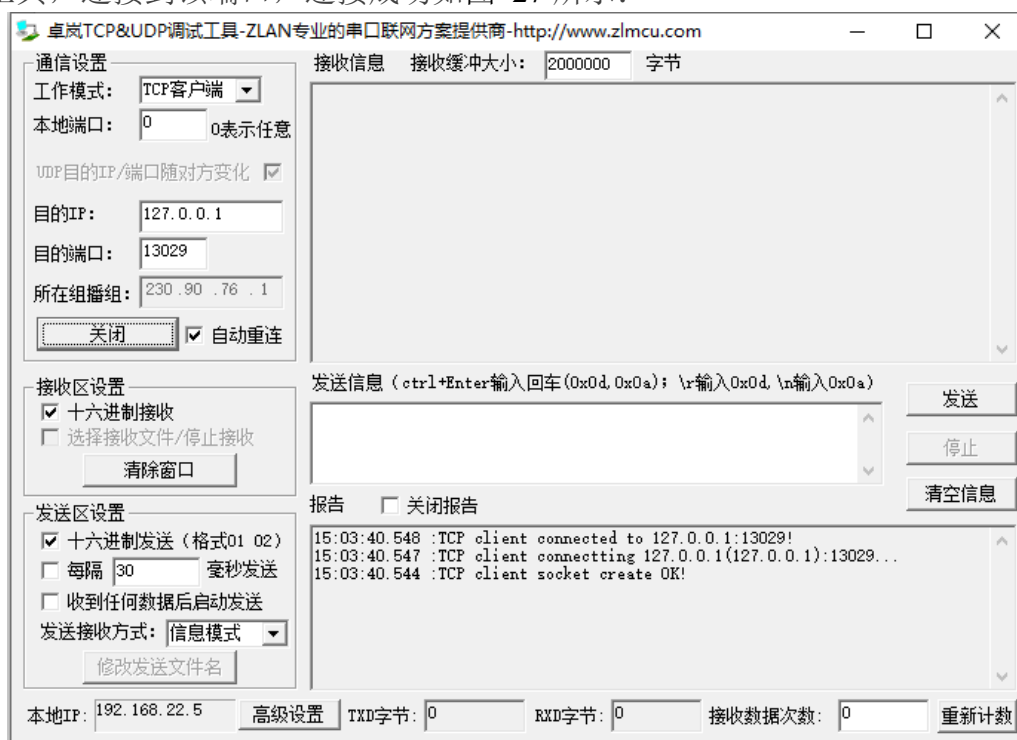 卓岚TCP&UDP调试工具-ZLAN专业的串口联网方案提供商-http://www.zlmcu.com
通信设置
工作模式： TCP客户端
本地端口： 0 0表示任意
UDP目的IP/端口随对方变化
目的IP： 127.0.0.1
目的端口： 13029
所在组播组： 230 .90 .76 .1
关闭 自动重连
接收信息 接收缓冲大小： 2000000 字节
接收区设置
十六进制接收
选择接收文件/停止接收
清除窗口
发送信息（ctrl+Enter输入回车(0x0d,0x0a)；\r输入0x0d,\n输入0x0a）
发送
停止
清空信息
发送区设置
十六进制发送（格式01 02）
每隔 30 毫秒发送
收到任何数据后启动发送
发送接收方式： 信息模式
修改发送文件名
报告 关闭报告
15:03:40.548 :TCP client connected to 127.0.0.1:13029!
15:03:40.547 :TCP client connectting 127.0.0.1(127.0.0.1):13029...
15:03:40.544 :TCP client socket create OK!
本地IP: 192.168.22.5 高级设置 TXD字节: 0 RXD字节: 0 接收数据次数: 0 重新计数